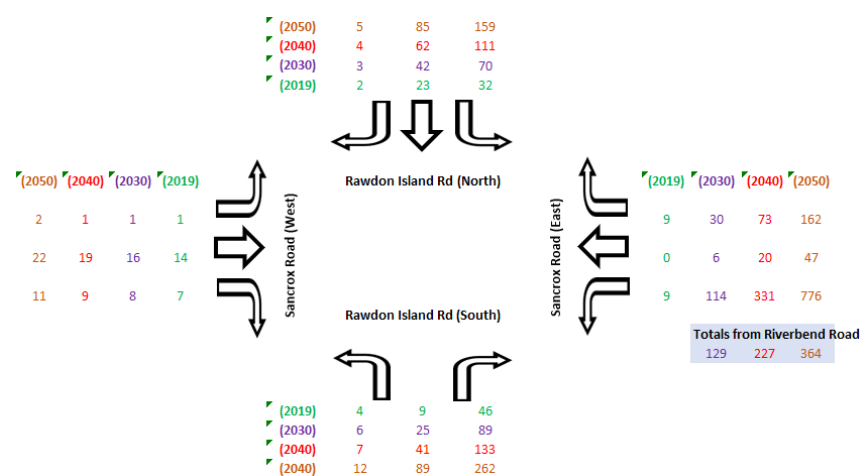 (2050) 5 85 159
(2040) 4 62 111
(2030) 3 42 70
(2019) 2 23 32
Rawdon Island Rd (North)
(2050) (2040) (2030) (2019)
2 1 1 1
22 19 16 14
11 9 8 7
Sancrox Road (West)
Sancrox Road (East)
(2019) (2030) (2040) (2050)
9 30 73 162
0 6 20 47
9 114 331 776
Rawdon Island Rd (South)
Totals from Riverbend Road
129 227 364
(2019) 4 9 46
(2030) 6 25 89
(2040) 7 41 133
(2040) 12 89 262